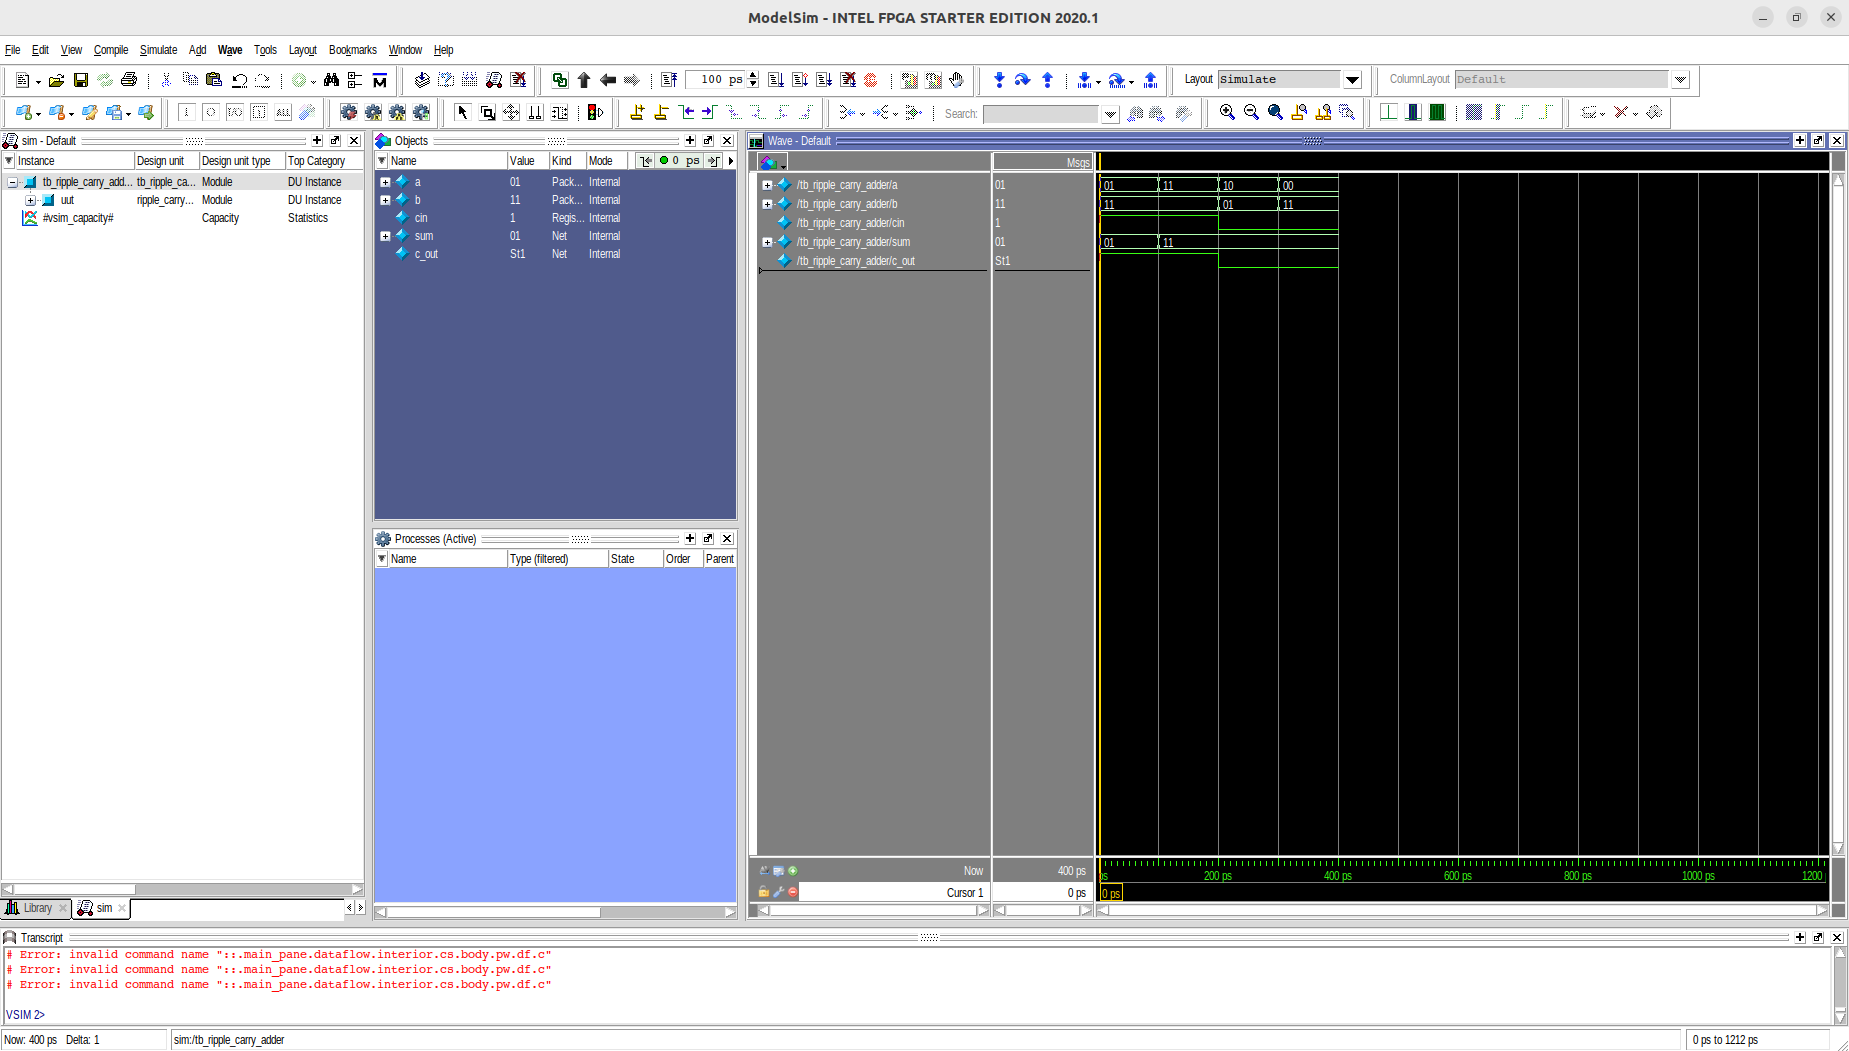 ModelSim - INTEL FPGA STARTER EDITION 2020.1
File Edit View Compile Simulate Add Wave Tools Layout Bookmarks Window Help
100 ps
Layout Simulate
ColumnLayout Default
Search:
sim - Default
Instance Design unit Design unit type Top Category
tb_ripple_carry_add... tb_ripple_ca... Module DU Instance
uut ripple_carry... Module DU Instance
#vsim_capacity# Capacity Statistics
Library sim
Objects
Name Value Kind Mode 0 ps
a 01 Pack... Internal
b 11 Pack... Internal
cin 1 Regis... Internal
sum 01 Net Internal
c_out St1 Net Internal
Processes (Active)
Name Type (filtered) State Order Parent
Wave - Default
Msgs
/tb_ripple_carry_adder/a 01 01 11 10 00
/tb_ripple_carry_adder/b 11 11 01 11
/tb_ripple_carry_adder/cin 1
/tb_ripple_carry_adder/sum 01 01 11
/tb_ripple_carry_adder/c_out St1
Now 400 ps ps 200 ps 400 ps 600 ps 800 ps 1000 ps 1200
Cursor 1 0 ps 0 ps
Transcript
# Error: invalid command name "::.main_pane.dataflow.interior.cs.body.pw.df.c"
# Error: invalid command name "::.main_pane.dataflow.interior.cs.body.pw.df.c"
# Error: invalid command name "::.main_pane.dataflow.interior.cs.body.pw.df.c"
VSIM 2>
Now: 400 ps Delta: 1 sim:/tb_ripple_carry_adder 0 ps to 1212 ps